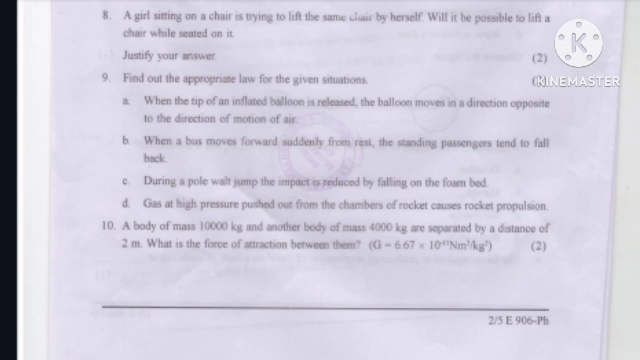 8. A girl sitting on a chair is trying to lift the same chair by herself. Will it be possible to lift a
chair while seated on it
Justify your answer. (2)
9. Find out the appropriate law for the given situations.
KINEMASTER
a. When the tip of an inflated balloon is released, the balloon moves in a direction opposite
to the direction of motion of air.
b. When a bus moves forward suddenly from rest, the standing passengers tend to fall
back.
c. During a pole walt jump the impact is reduced by falling on the foam bed.
d. Gas at high pressure pushed out from the chambers of rocket causes rocket propulsion.
10. A body of mass 10000 kg and another body of mass 4000 kg are separated by a distance of
2 m. What is the force of attraction between them? (G = 6.67 × Nm²/kg²) (2)
2/5 E 906-Ph